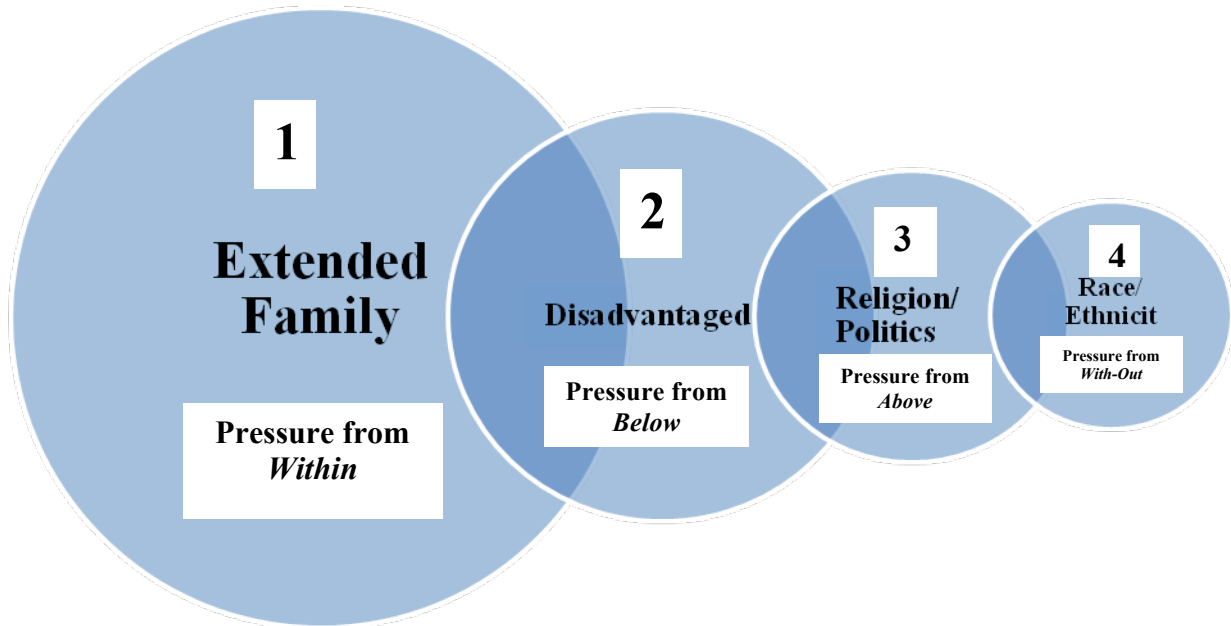 1
Extended
Family
Pressure from
Within
2
Disadvantaged
Pressure from
Below
3
Religion/
Politics
Pressure from
Above
4
Race/
Ethnicit
Pressure from
With-Out